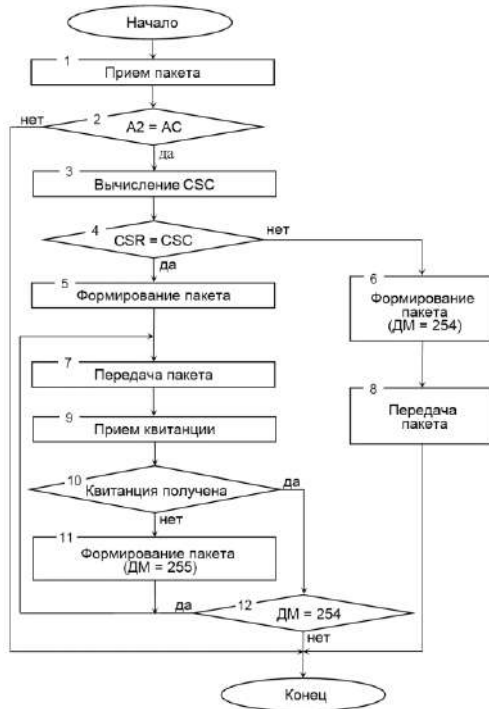 Начало
1
Прием пакета
нет
2
A2 = AC
да
3
Вычисление CSC
4
CSR = CSC
нет
да
5
Формирование пакета
6
Формирование
пакета
(ДМ = 254)
7
Передача пакета
8
Передача
пакета
9
Прием квитанции
10
Квитанция получена
да
нет
11
Формирование пакета
(ДМ = 255)
да
12
ДМ = 254
нет
Конец